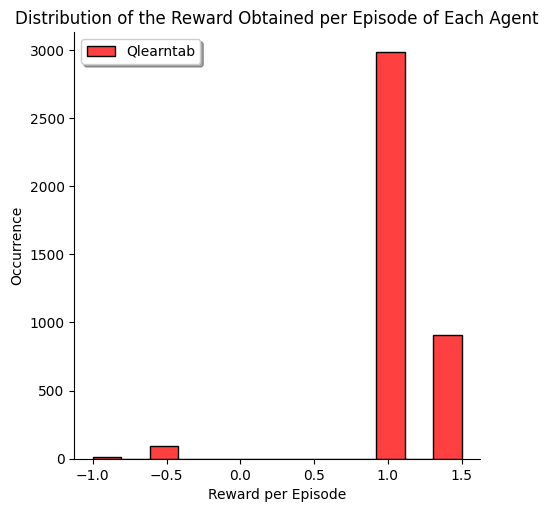 Distribution of the Reward Obtained per Episode of Each Agent
Qlearntab
3000
2500
2000
1500
1000
500
0
Occurrence
−1.0 −0.5 0.0 0.5 1.0 1.5
Reward per Episode